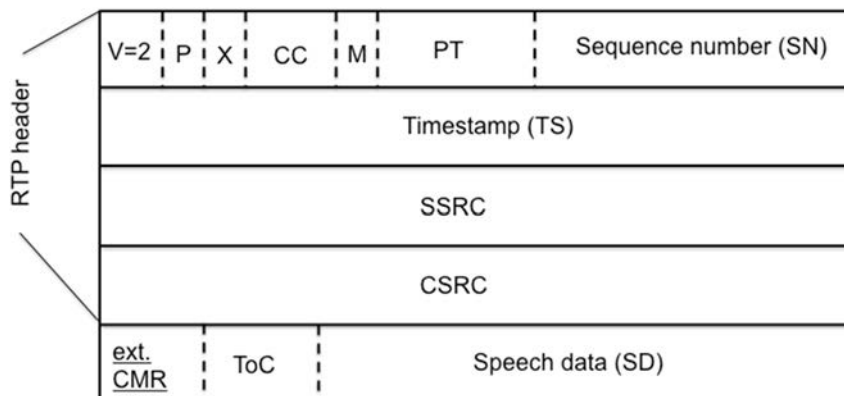 RTP header
V=2 P X CC M PT Sequence number (SN)
Timestamp (TS)
SSRC
CSRC
ext.
CMR ToC Speech data (SD)